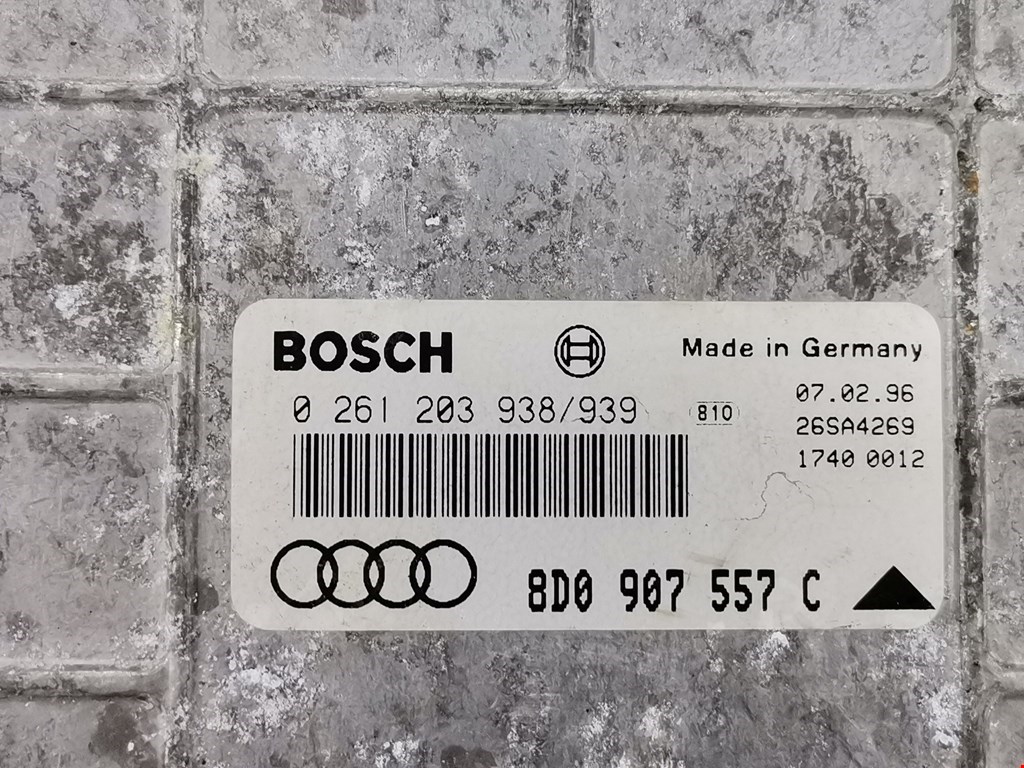 BOSCH
Made in Germany
0 261 203 938/939
810
07.02.96
26SA4269
1740 0012
8D0 907 557 C